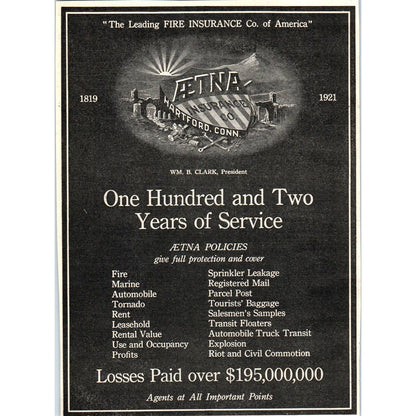 "The Leading FIRE INSURANCE Co. of America"
1819
1921
ÆTNA
INSURANCE
CO.
HARTFORD, CONN.
WM. B. CLARK, President
One Hundred and Two
Years of Service
ÆTNA POLICIES
give full protection and cover
Fire
Marine
Automobile
Tornado
Rent
Leasehold
Rental Value
Use and Occupancy
Profits
Sprinkler Leakage
Registered Mail
Parcel Post
Tourists' Baggage
Salesmen's Samples
Transit Floaters
Automobile Truck Transit
Explosion
Riot and Civil Commotion
Losses Paid over $195,000,000
Agents at All Important Points